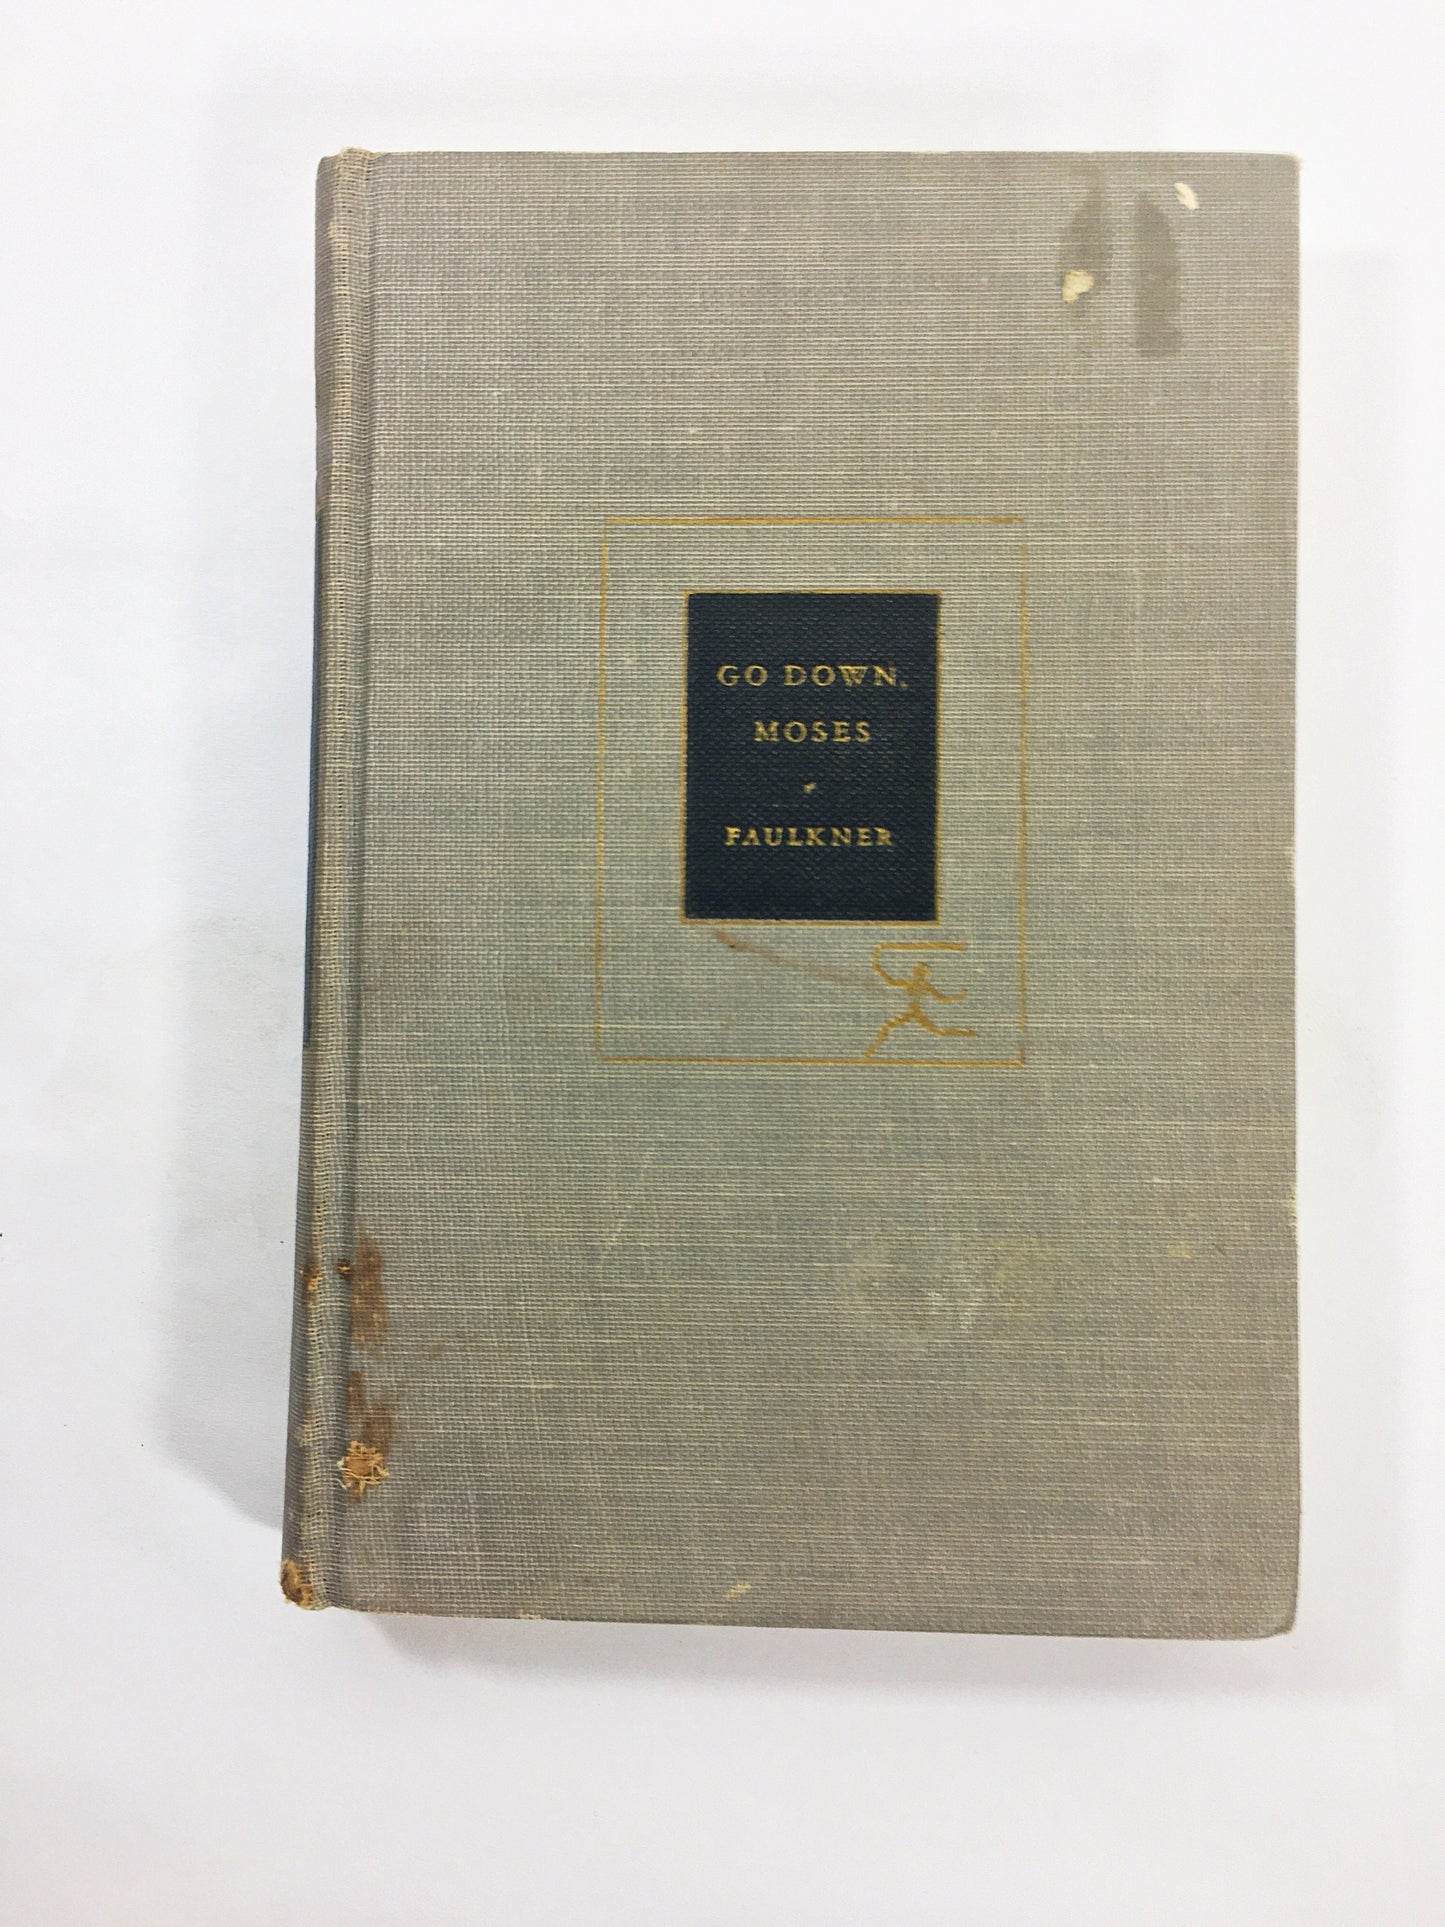 GO DOWN,
MOSES
FAULKNER